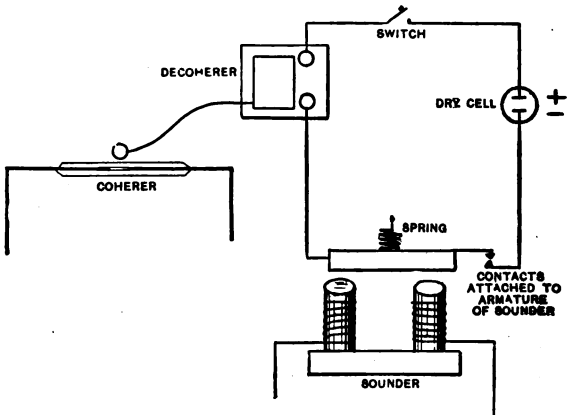 SWITCH
DECOHERER
DRY CELL
+
−
COHERER
SPRING
CONTACTS
ATTACHED TO
ARMATURE
OF SOUNDER
SOUNDER